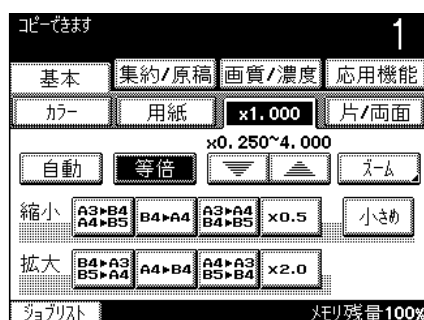 コピーできます 1
基本 集約/原稿 画質/濃度 応用機能
カラー 用紙 x1.000 片/両面
x0.250~4.000
自動 等倍 ズーム
縮小 A3▶B4 A4▶B5 B4▶A4 A3▶A4 B4▶B5 x0.5 小さめ
拡大 B4▶A3 B5▶A4 A4▶B4 A4▶A3 B5▶B4 x2.0
ジョブリスト メモリ残量100%